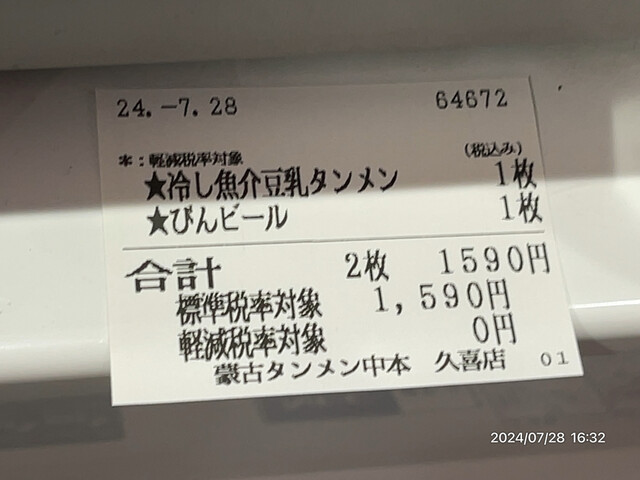 24.-7.28 64672
*：軽減税率対象 (税込み)
★冷し魚介豆乳タンメン 1枚
★びんビール 1枚
合計 2枚 1590円
標準税率対象 1,590円
軽減税率対象 0円
蒙古タンメン中本 久喜店 01
2024/07/28 16:32